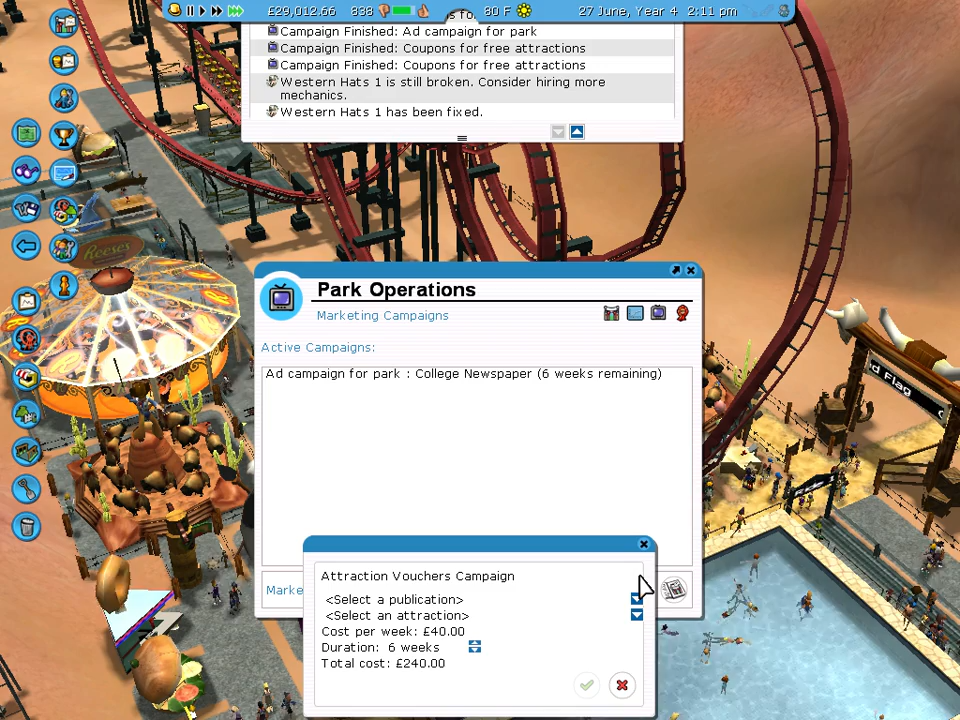 £29,012.66 838 80 F 27 June, Year 4 2:11 pm
Campaign Finished: Ad campaign for park
Campaign Finished: Coupons for free attractions
Campaign Finished: Coupons for free attractions
Western Hats 1 is still broken. Consider hiring more
mechanics.
Western Hats 1 has been fixed.
Reese's
Park Operations
Marketing Campaigns
Active Campaigns:
Ad campaign for park : College Newspaper (6 weeks remaining)
d Flag
Marke
Attraction Vouchers Campaign
<Select a publication>
<Select an attraction>
Cost per week: £40.00
Duration: 6 weeks
Total cost: £240.00